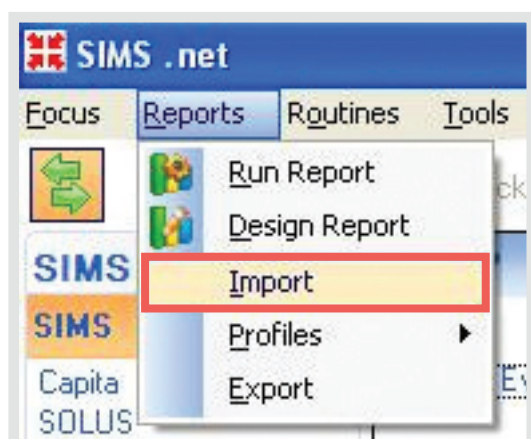 SIMS .net
Focus Reports Routines Tools
Run Report
Design Report
SIMS
Import
SIMS
Profiles
Capita
Export
SOLUS